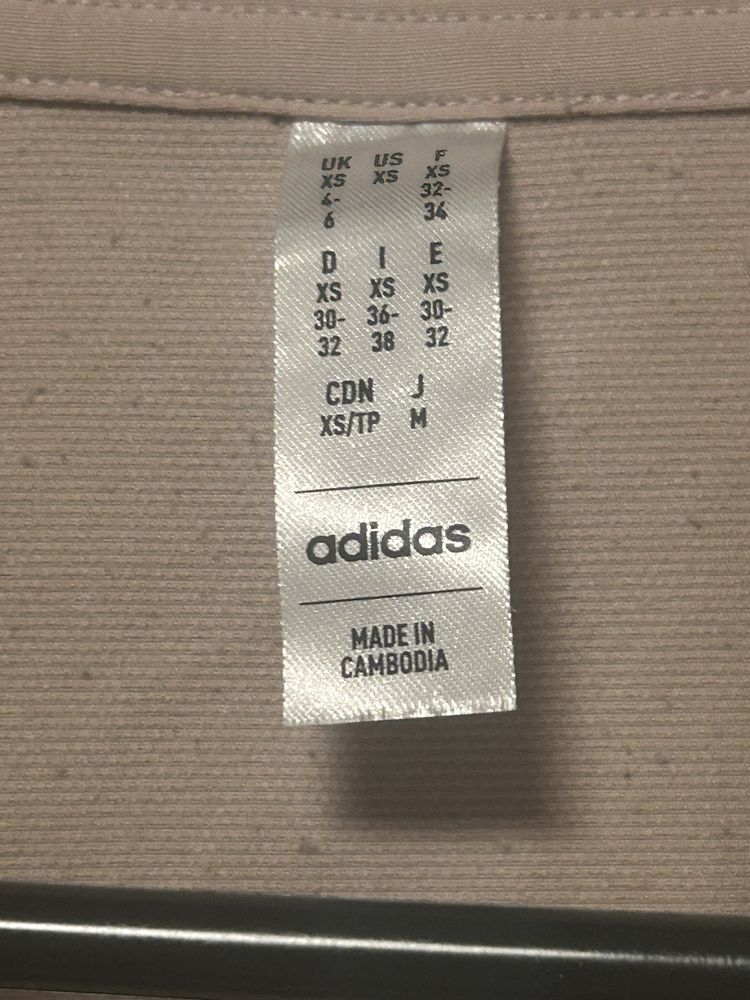 UK US F
XS XS XS
4- 32-
6 34
D I E
XS XS XS
30- 36- 30-
32 38 32
CDN J
XS/TP M
adidas
MADE IN
CAMBODIA